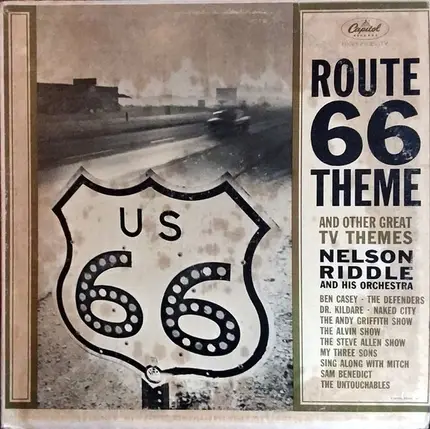 Capitol
RECORDS
ROUTE
66
THEME
AND OTHER GREAT
TV THEMES
NELSON
RIDDLE
AND HIS ORCHESTRA
BEN CASEY · THE DEFENDERS
DR. KILDARE · NAKED CITY
THE ANDY GRIFFITH SHOW
THE ALVIN SHOW
THE STEVE ALLEN SHOW
MY THREE SONS
SING ALONG WITH MITCH
SAM BENEDICT
THE UNTOUCHABLES
US
66